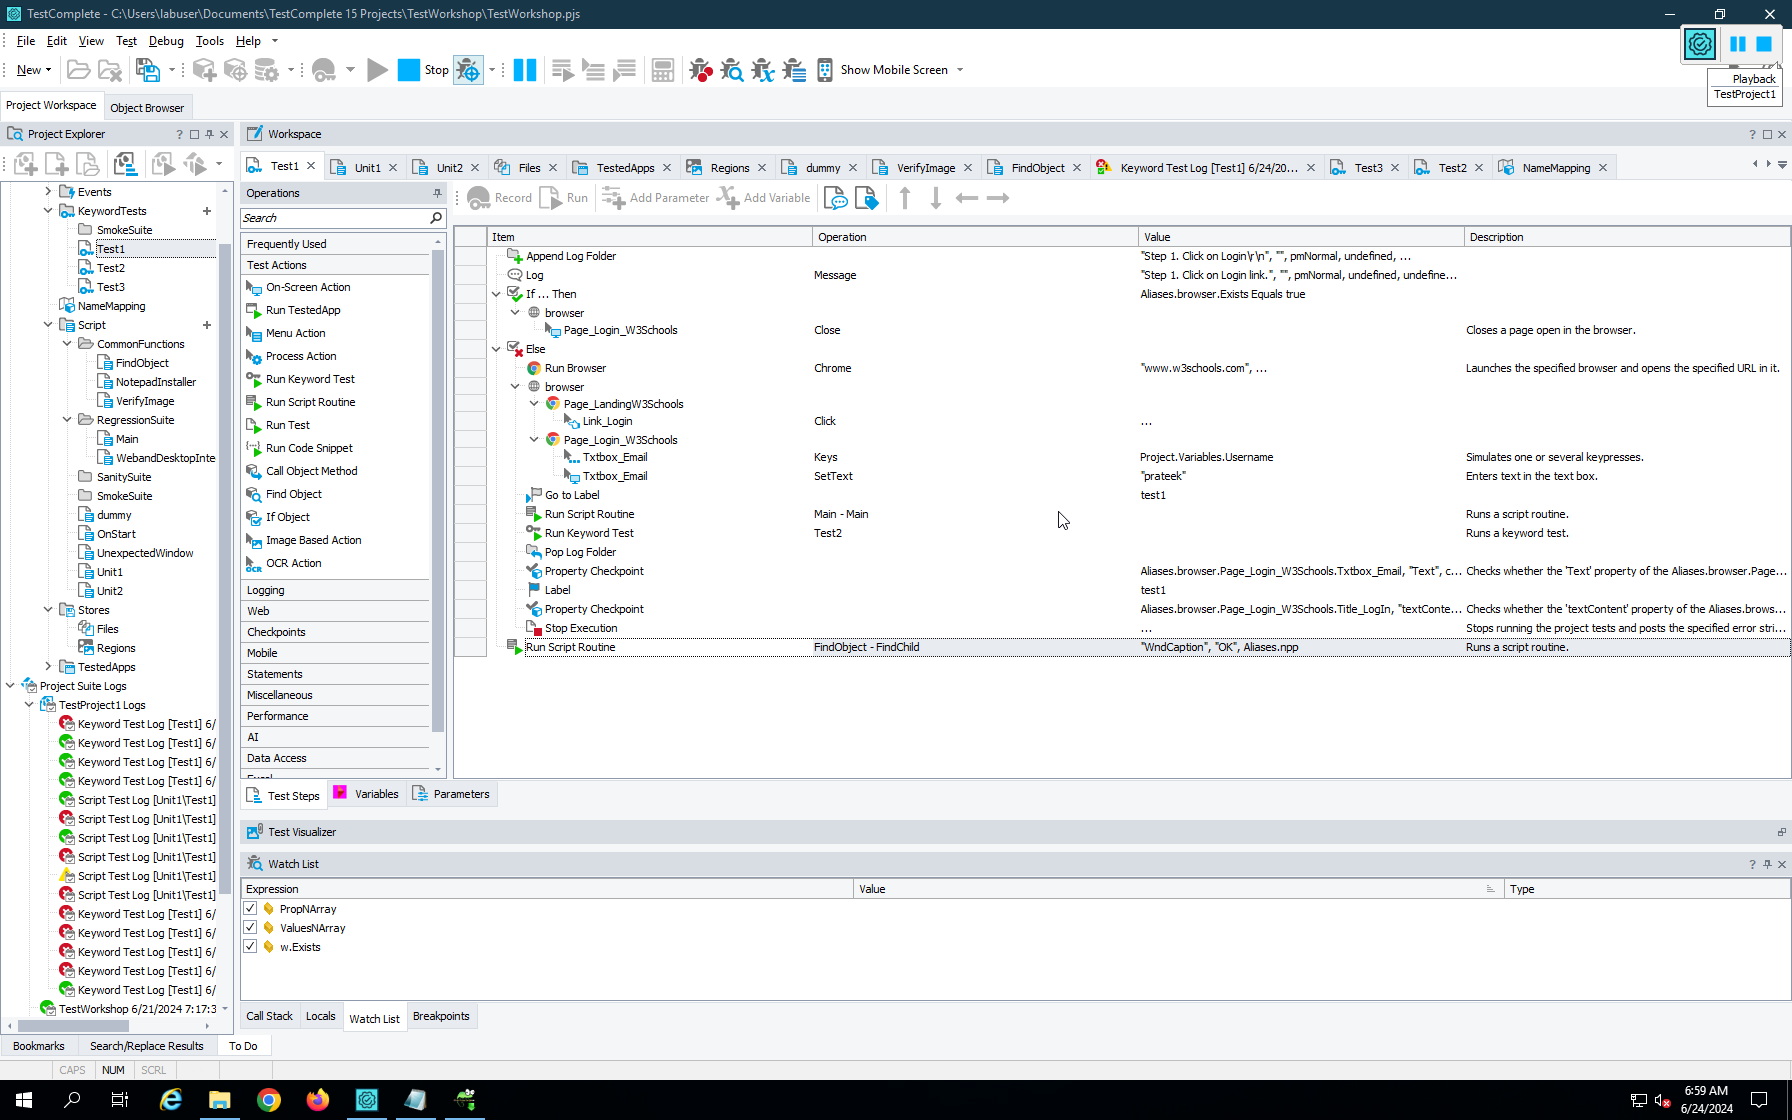 TestComplete - C:\Users\labuser\Documents\TestComplete 15 Projects\TestWorkshop\TestWorkshop.pjs
File Edit View Test Debug Tools Help
New Stop Show Mobile Screen
Playback
TestProject1
Project Workspace Object Browser
Project Explorer
Workspace
Test1 Unit1 Unit2 Files TestedApps Regions dummy VerifyImage FindObject Keyword Test Log [Test1] 6/24/20... Test3 Test2 NameMapping
Events
KeywordTests
SmokeSuite
Test1
Test2
Test3
NameMapping
Script
CommonFunctions
FindObject
NotepadInstaller
VerifyImage
RegressionSuite
Main
WebandDesktopInte
SanitySuite
SmokeSuite
dummy
OnStart
UnexpectedWindow
Unit1
Unit2
Stores
Files
Regions
TestedApps
Project Suite Logs
TestProject1 Logs
Keyword Test Log [Test1] 6/
Keyword Test Log [Test1] 6/
Keyword Test Log [Test1] 6/
Keyword Test Log [Test1] 6/
Script Test Log [Unit1\Test1]
Script Test Log [Unit1\Test1]
Script Test Log [Unit1\Test1]
Script Test Log [Unit1\Test1]
Script Test Log [Unit1\Test1]
Script Test Log [Unit1\Test1]
Keyword Test Log [Test1] 6/
Keyword Test Log [Test1] 6/
Keyword Test Log [Test1] 6/
Keyword Test Log [Test1] 6/
Keyword Test Log [Test1] 6/
TestWorkshop 6/21/2024 7:17:3
Bookmarks Search/Replace Results To Do
CAPS NUM SCRL
Operations
Search
Frequently Used
Test Actions
On-Screen Action
Run TestedApp
Menu Action
Process Action
Run Keyword Test
Run Script Routine
Run Test
Run Code Snippet
Call Object Method
Find Object
If Object
Image Based Action
OCR Action
Logging
Web
Checkpoints
Mobile
Statements
Miscellaneous
Performance
AI
Data Access
Record Run Add Parameter Add Variable
Item Operation Value Description
Append Log Folder "Step 1. Click on Login\r\n", "", pmNormal, undefined, ...
Log Message "Step 1. Click on Login link.", "", pmNormal, undefined, undefine...
If ... Then Aliases.browser.Exists Equals true
browser
Page_Login_W3Schools Close Closes a page open in the browser.
Else
Run Browser Chrome "www.w3schools.com", ... Launches the specified browser and opens the specified URL in it.
browser
Page_LandingW3Schools
Link_Login Click ...
Page_Login_W3Schools
Txtbox_Email Keys Project.Variables.Username Simulates one or several keypresses.
Txtbox_Email SetText "prateek" Enters text in the text box.
Go to Label test1
Run Script Routine Main - Main Runs a script routine.
Run Keyword Test Test2 Runs a keyword test.
Pop Log Folder
Property Checkpoint Aliases.browser.Page_Login_W3Schools.Txtbox_Email, "Text", c... Checks whether the 'Text' property of the Aliases.browser.Page...
Label test1
Property Checkpoint Aliases.browser.Page_Login_W3Schools.Title_LogIn, "textConte... Checks whether the 'textContent' property of the Aliases.brows...
Stop Execution ... Stops running the project tests and posts the specified error stri...
Run Script Routine FindObject - FindChild "WndCaption", "OK", Aliases.npp Runs a script routine.
Test Steps Variables Parameters
Test Visualizer
Watch List
Expression Value Type
PropNArray
ValuesNArray
w.Exists
Call Stack Locals Watch List Breakpoints
6:59 AM
6/24/2024